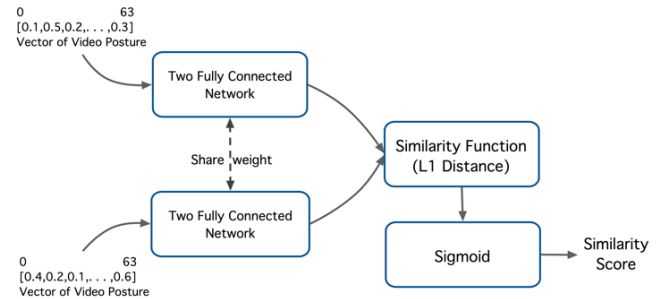 0 63
[0.1,0.5,0.2,. . . ,0.3]
Vector of Video Posture
Two Fully Connected
Network
Share weight
Two Fully Connected
Network
0 63
[0.4,0.2,0.1,. . . ,0.6]
Vector of Video Posture
Similarity Function
(L1 Distance)
Sigmoid
Similarity
Score